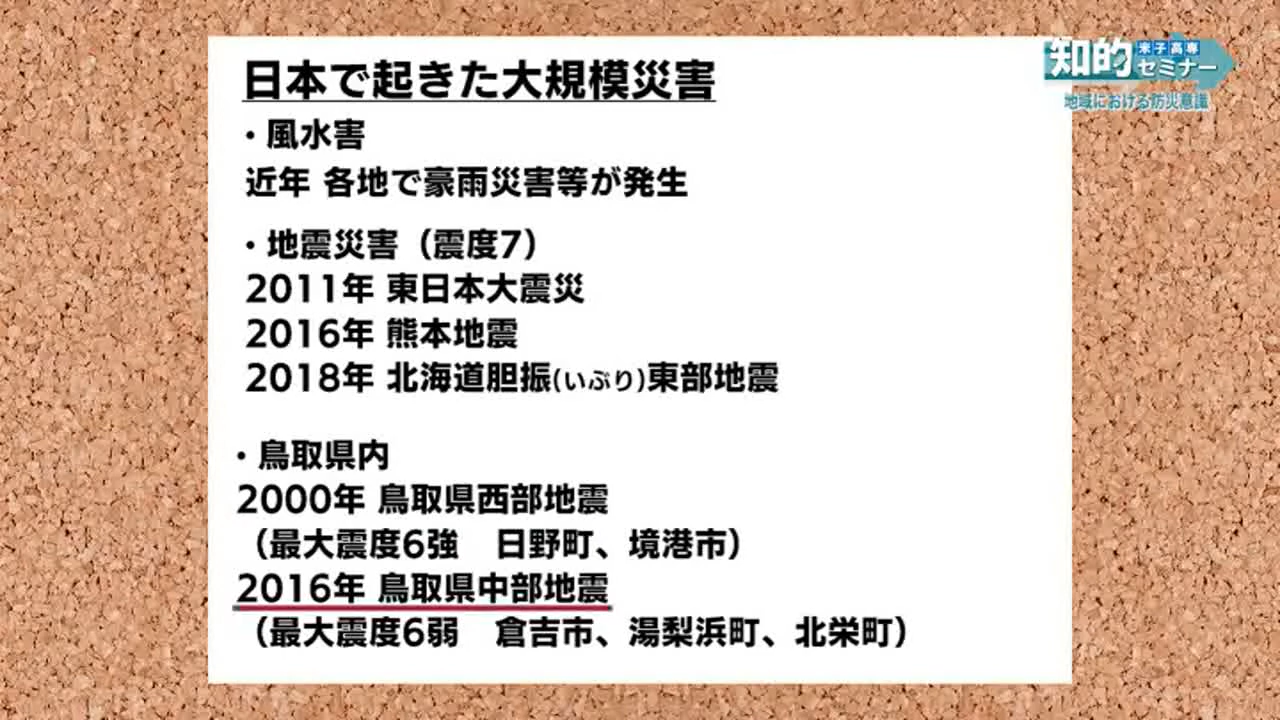 日本で起きた大規模災害
・風水害
近年 各地で豪雨災害等が発生
・地震災害（震度7）
2011年 東日本大震災
2016年 熊本地震
2018年 北海道胆振(いぶり)東部地震
・鳥取県内
2000年 鳥取県西部地震
（最大震度6強　日野町、境港市）
2016年 鳥取県中部地震
（最大震度6弱　倉吉市、湯梨浜町、北栄町）
知的 米子高専 セミナー
地域における防災意識